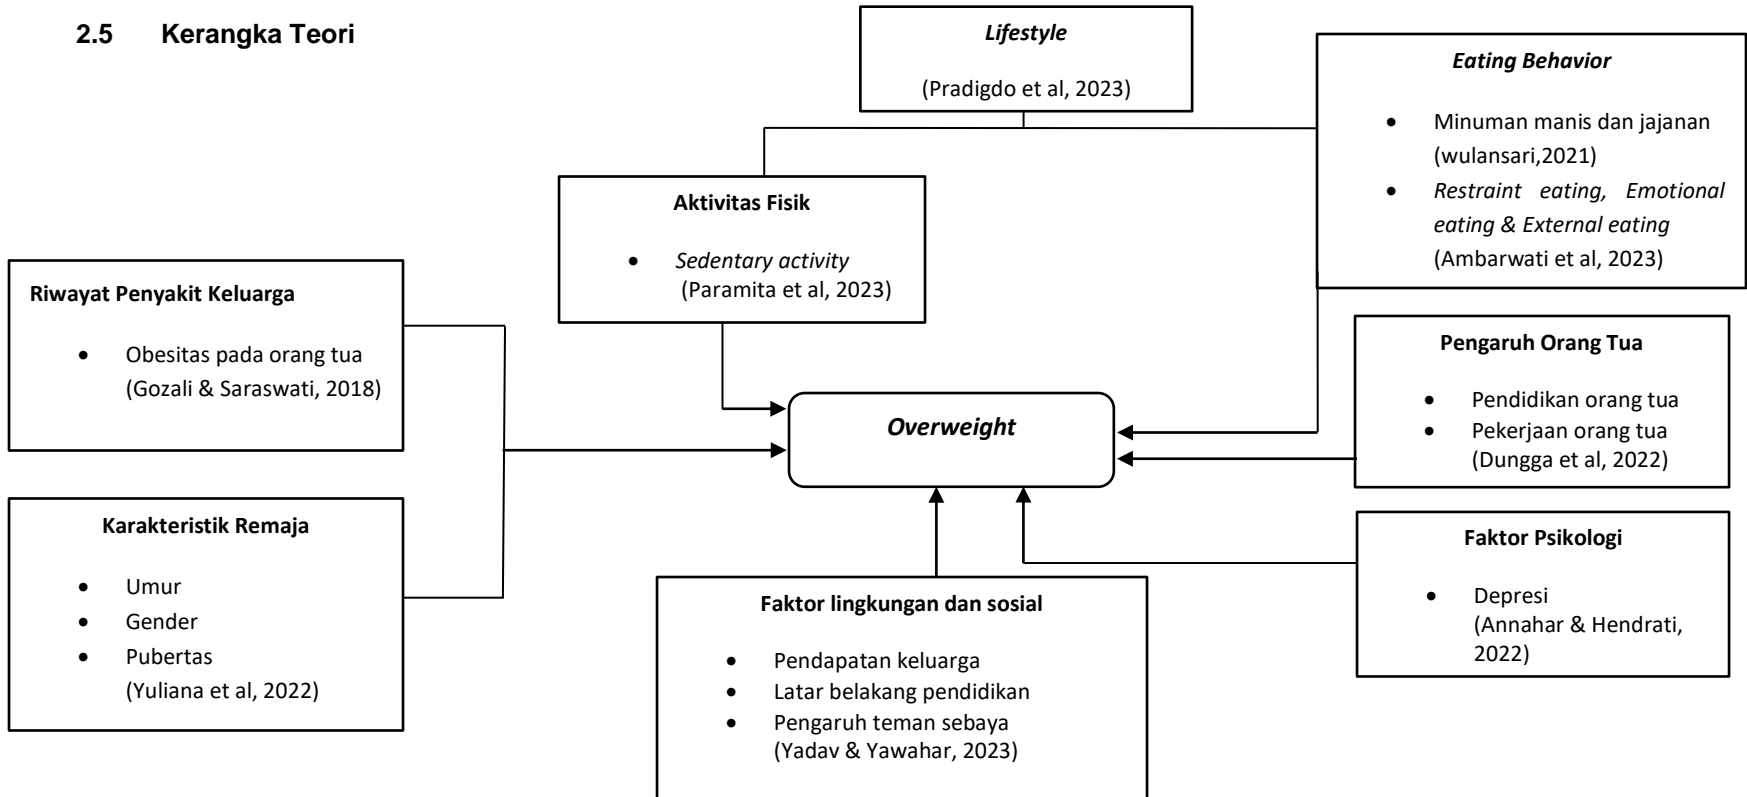 2.5 Kerangka Teori
Lifestyle
(Pradigdo et al, 2023)
Eating Behavior
• Minuman manis dan jajanan
(wulansari,2021)
• Restraint eating, Emotional
eating & External eating
(Ambarwati et al, 2023)
Aktivitas Fisik
• Sedentary activity
(Paramita et al, 2023)
Riwayat Penyakit Keluarga
• Obesitas pada orang tua
(Gozali & Saraswati, 2018)
Pengaruh Orang Tua
• Pendidikan orang tua
• Pekerjaan orang tua
(Dungga et al, 2022)
Overweight
Karakteristik Remaja
• Umur
• Gender
• Pubertas
(Yuliana et al, 2022)
Faktor Psikologi
• Depresi
(Annahar & Hendrati,
2022)
Faktor lingkungan dan sosial
• Pendapatan keluarga
• Latar belakang pendidikan
• Pengaruh teman sebaya
(Yadav & Yawahar, 2023)